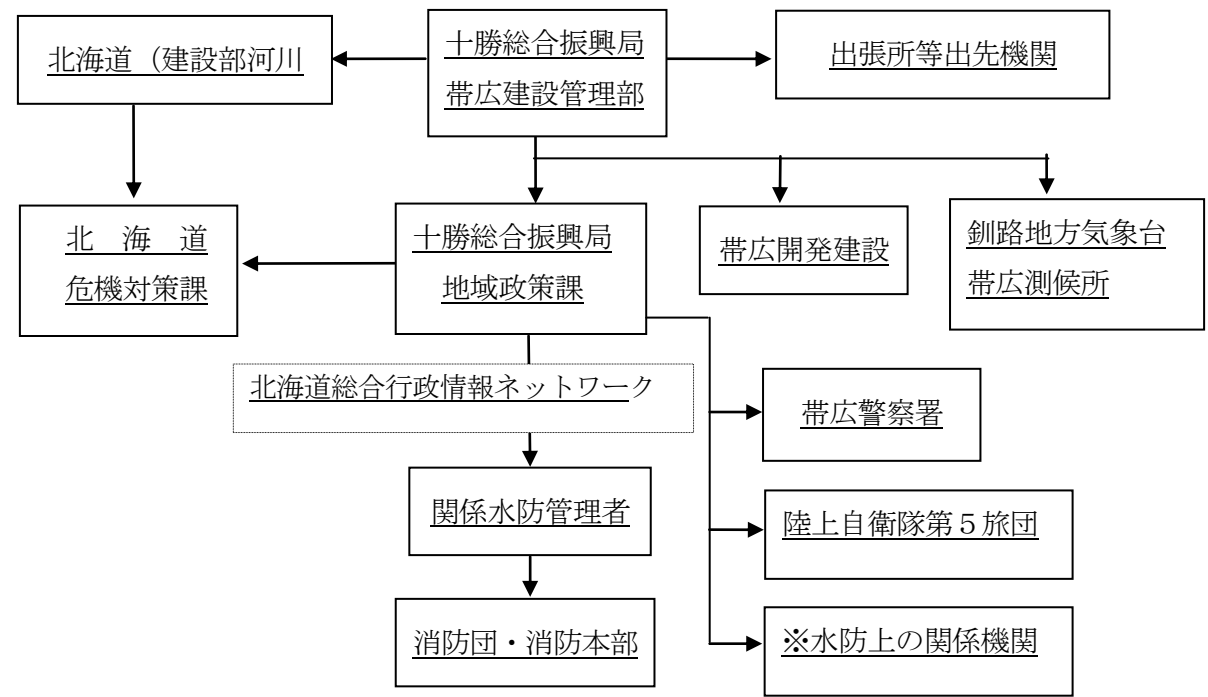 北海道（建設部河川
十勝総合振興局
帯広建設管理部
出張所等出先機関
北　海　道
危機対策課
十勝総合振興局
地域政策課
帯広開発建設
釧路地方気象台
帯広測候所
北海道総合行政情報ネットワーク
帯広警察署
関係水防管理者
陸上自衛隊第５旅団
消防団・消防本部
※水防上の関係機関